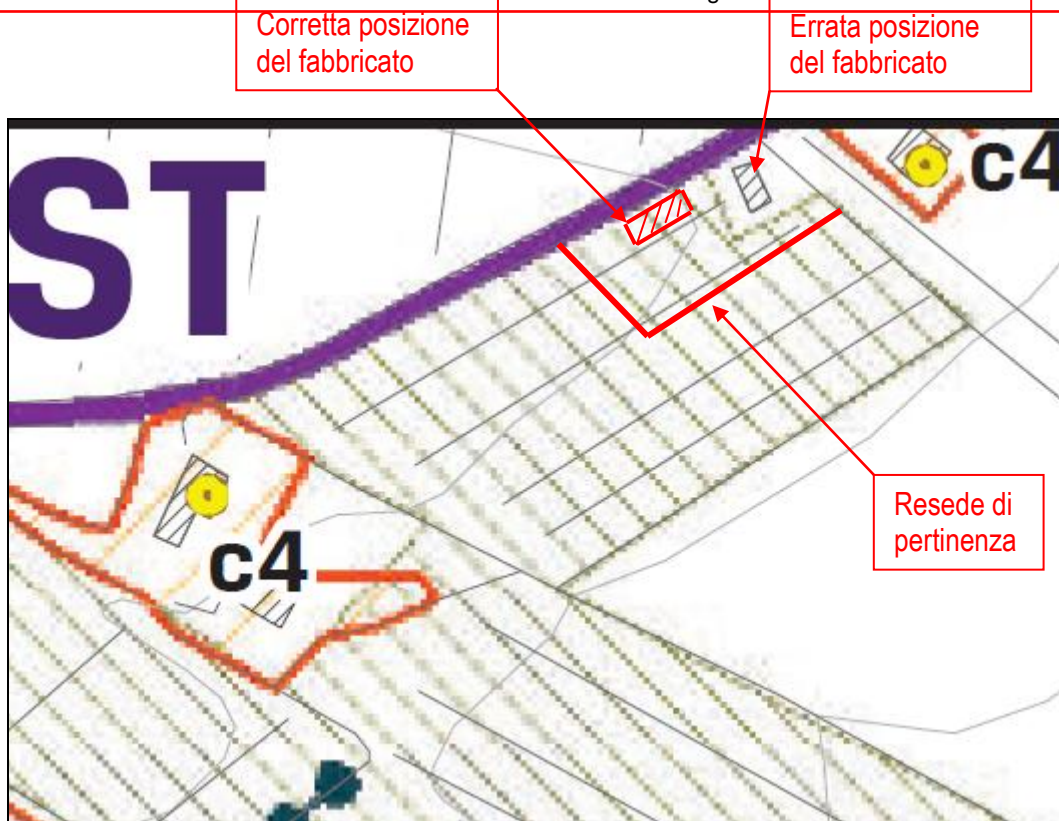 Corretta posizione
del fabbricato
Errata posizione
del fabbricato
ST
c4
c4
Resede di
pertinenza